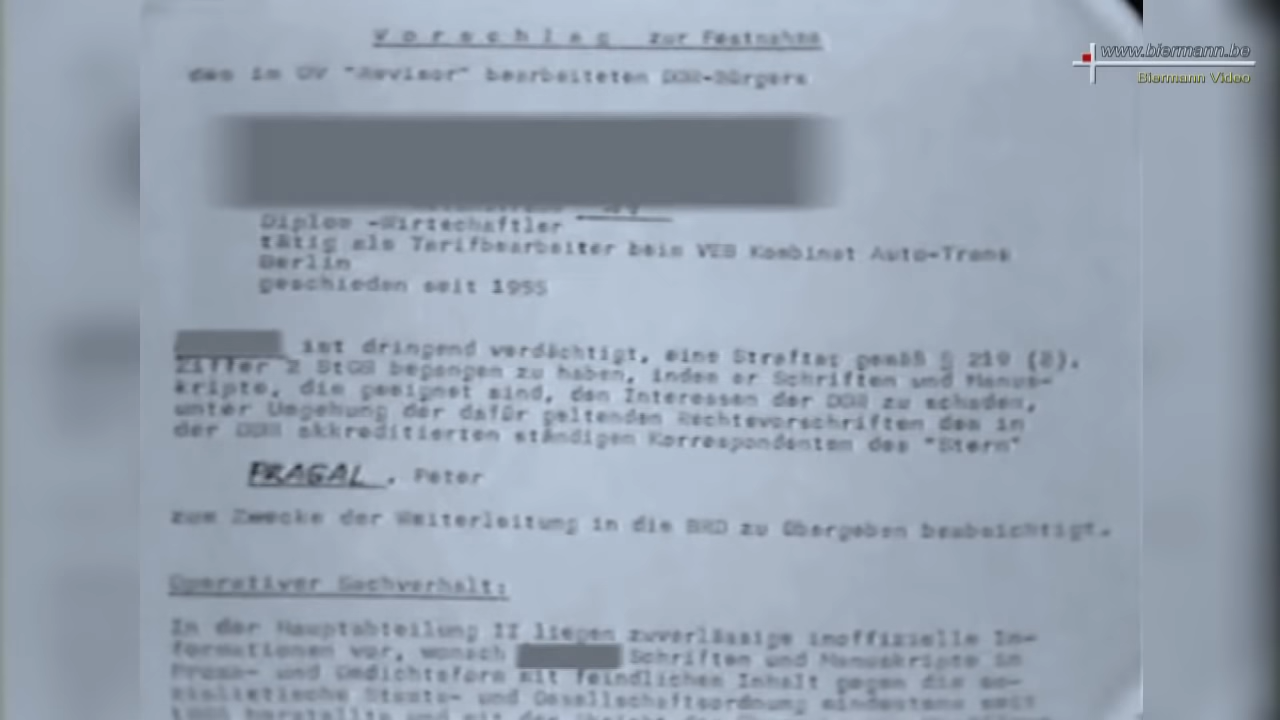 Vorschlag zur Festnahme
www.biermann.be
Biermann Video
des im OV "Revisor" bearbeiteten DDR-Bürgers
Diplom -Wirtschaftler
tätig als Tarifbearbeiter beim VEB Kombinat Auto-Trans
Berlin
geschieden seit 1955
ist dringend verdächtigt, eine Straftat gemäß § 219 (2),
Ziffer 2 StGB begangen zu haben, indem er Schriften und Manus-
kripte, die geeignet sind, den Interessen der DDR zu schaden,
unter Umgehung der dafür geltenden Rechtsvorschriften dem in
der DDR akkreditierten ständigen Korrespondenten des "Stern"
PRAGAL, Peter
zum Zwecke der Weiterleitung in die BRD zu übergeben beabsichtigt.
Operativer Sachverhalt:
In der Hauptabteilung II liegen zuverlässige inoffizielle In-
formationen vor, wonach Schriften und Manuskripte in
Prosa- und Gedichtsform mit feindlichem Inhalt gegen die so-
zialistische Staats- und Gesellschaftsordnung mindestens seit